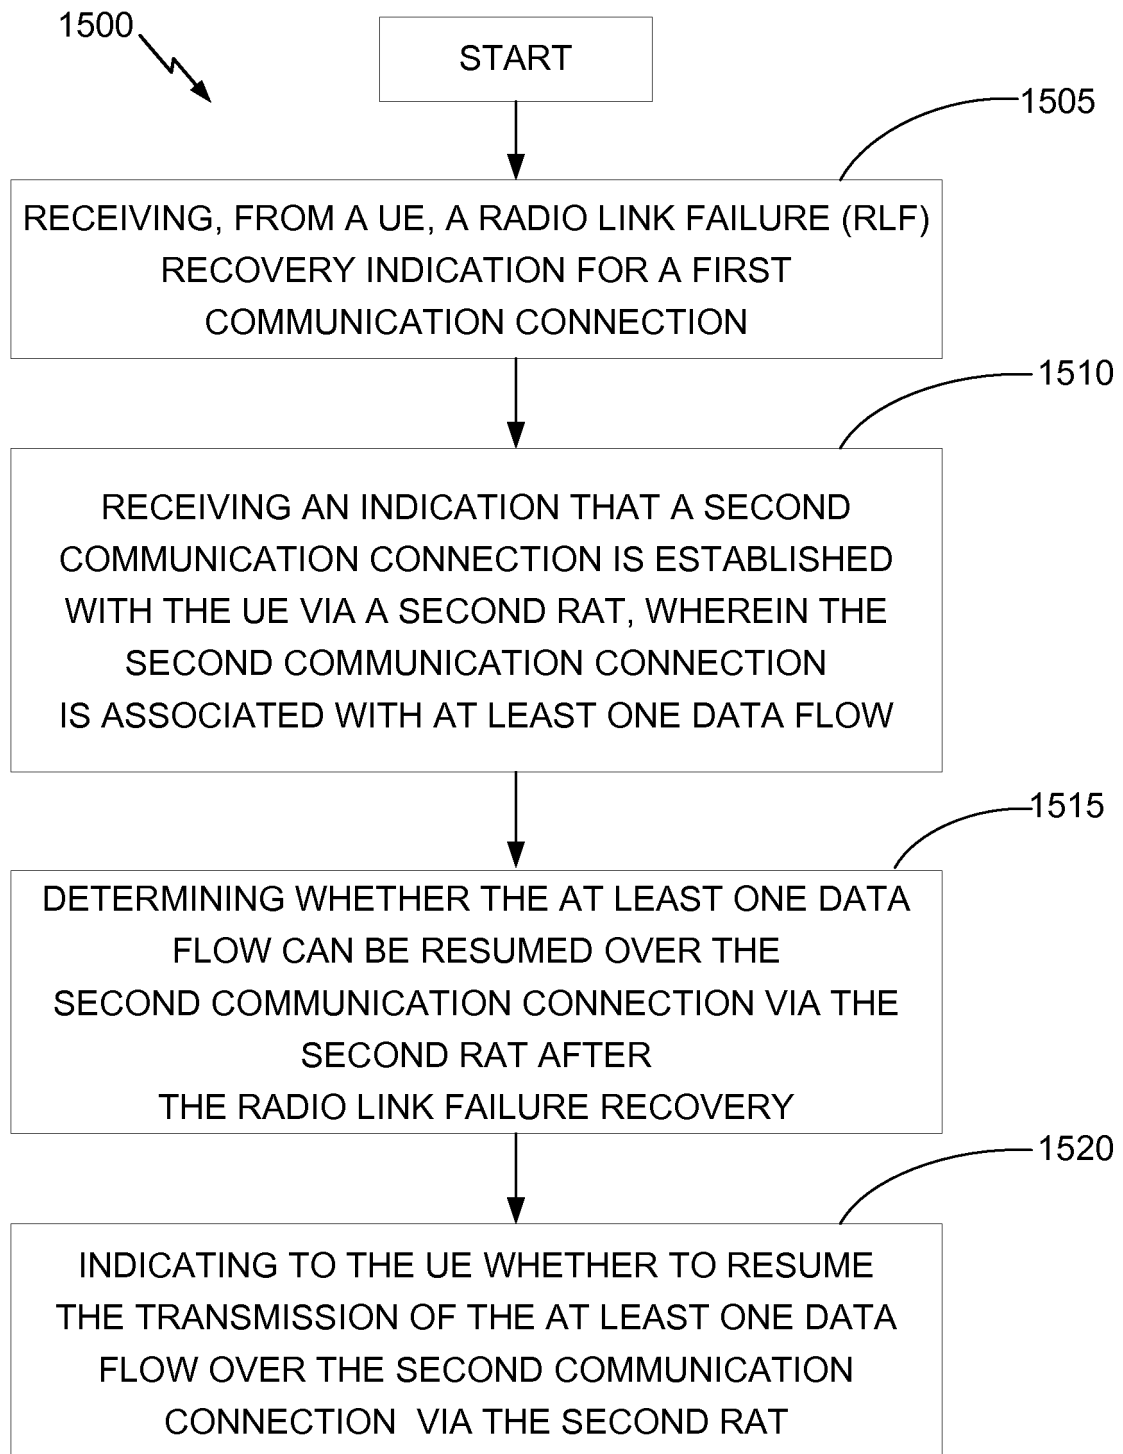 1500
START
1505
RECEIVING, FROM A UE, A RADIO LINK FAILURE (RLF)
RECOVERY INDICATION FOR A FIRST
COMMUNICATION CONNECTION
1510
RECEIVING AN INDICATION THAT A SECOND
COMMUNICATION CONNECTION IS ESTABLISHED
WITH THE UE VIA A SECOND RAT, WHEREIN THE
SECOND COMMUNICATION CONNECTION
IS ASSOCIATED WITH AT LEAST ONE DATA FLOW
1515
DETERMINING WHETHER THE AT LEAST ONE DATA
FLOW CAN BE RESUMED OVER THE
SECOND COMMUNICATION CONNECTION VIA THE
SECOND RAT AFTER
THE RADIO LINK FAILURE RECOVERY
1520
INDICATING TO THE UE WHETHER TO RESUME
THE TRANSMISSION OF THE AT LEAST ONE DATA
FLOW OVER THE SECOND COMMUNICATION
CONNECTION VIA THE SECOND RAT